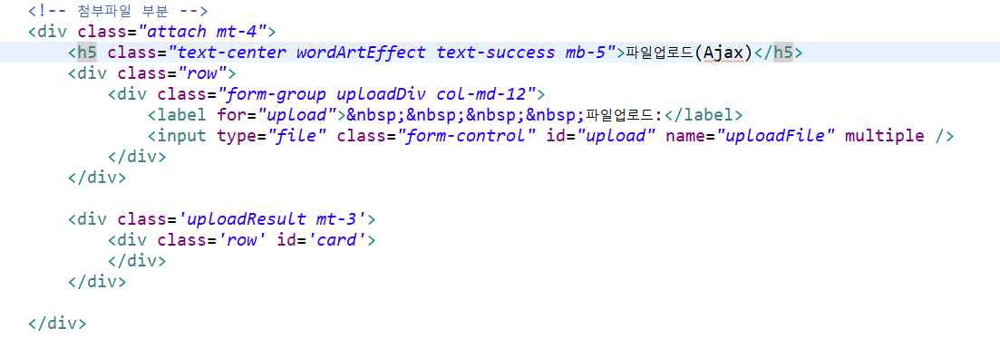 <!-- 첨부파일 부분 -->
<div class="attach mt-4">
<h5 class="text-center wordArtEffect text-success mb-5">파일업로드(Ajax)</h5>
<div class="row">
<div class="form-group uploadDiv col-md-12">
<label for="upload">&nbsp;&nbsp;&nbsp;&nbsp;파일업로드:</label>
<input type="file" class="form-control" id="upload" name="uploadFile" multiple />
</div>
</div>
<div class='uploadResult mt-3'>
<div class='row' id='card'>
</div>
</div>
</div>